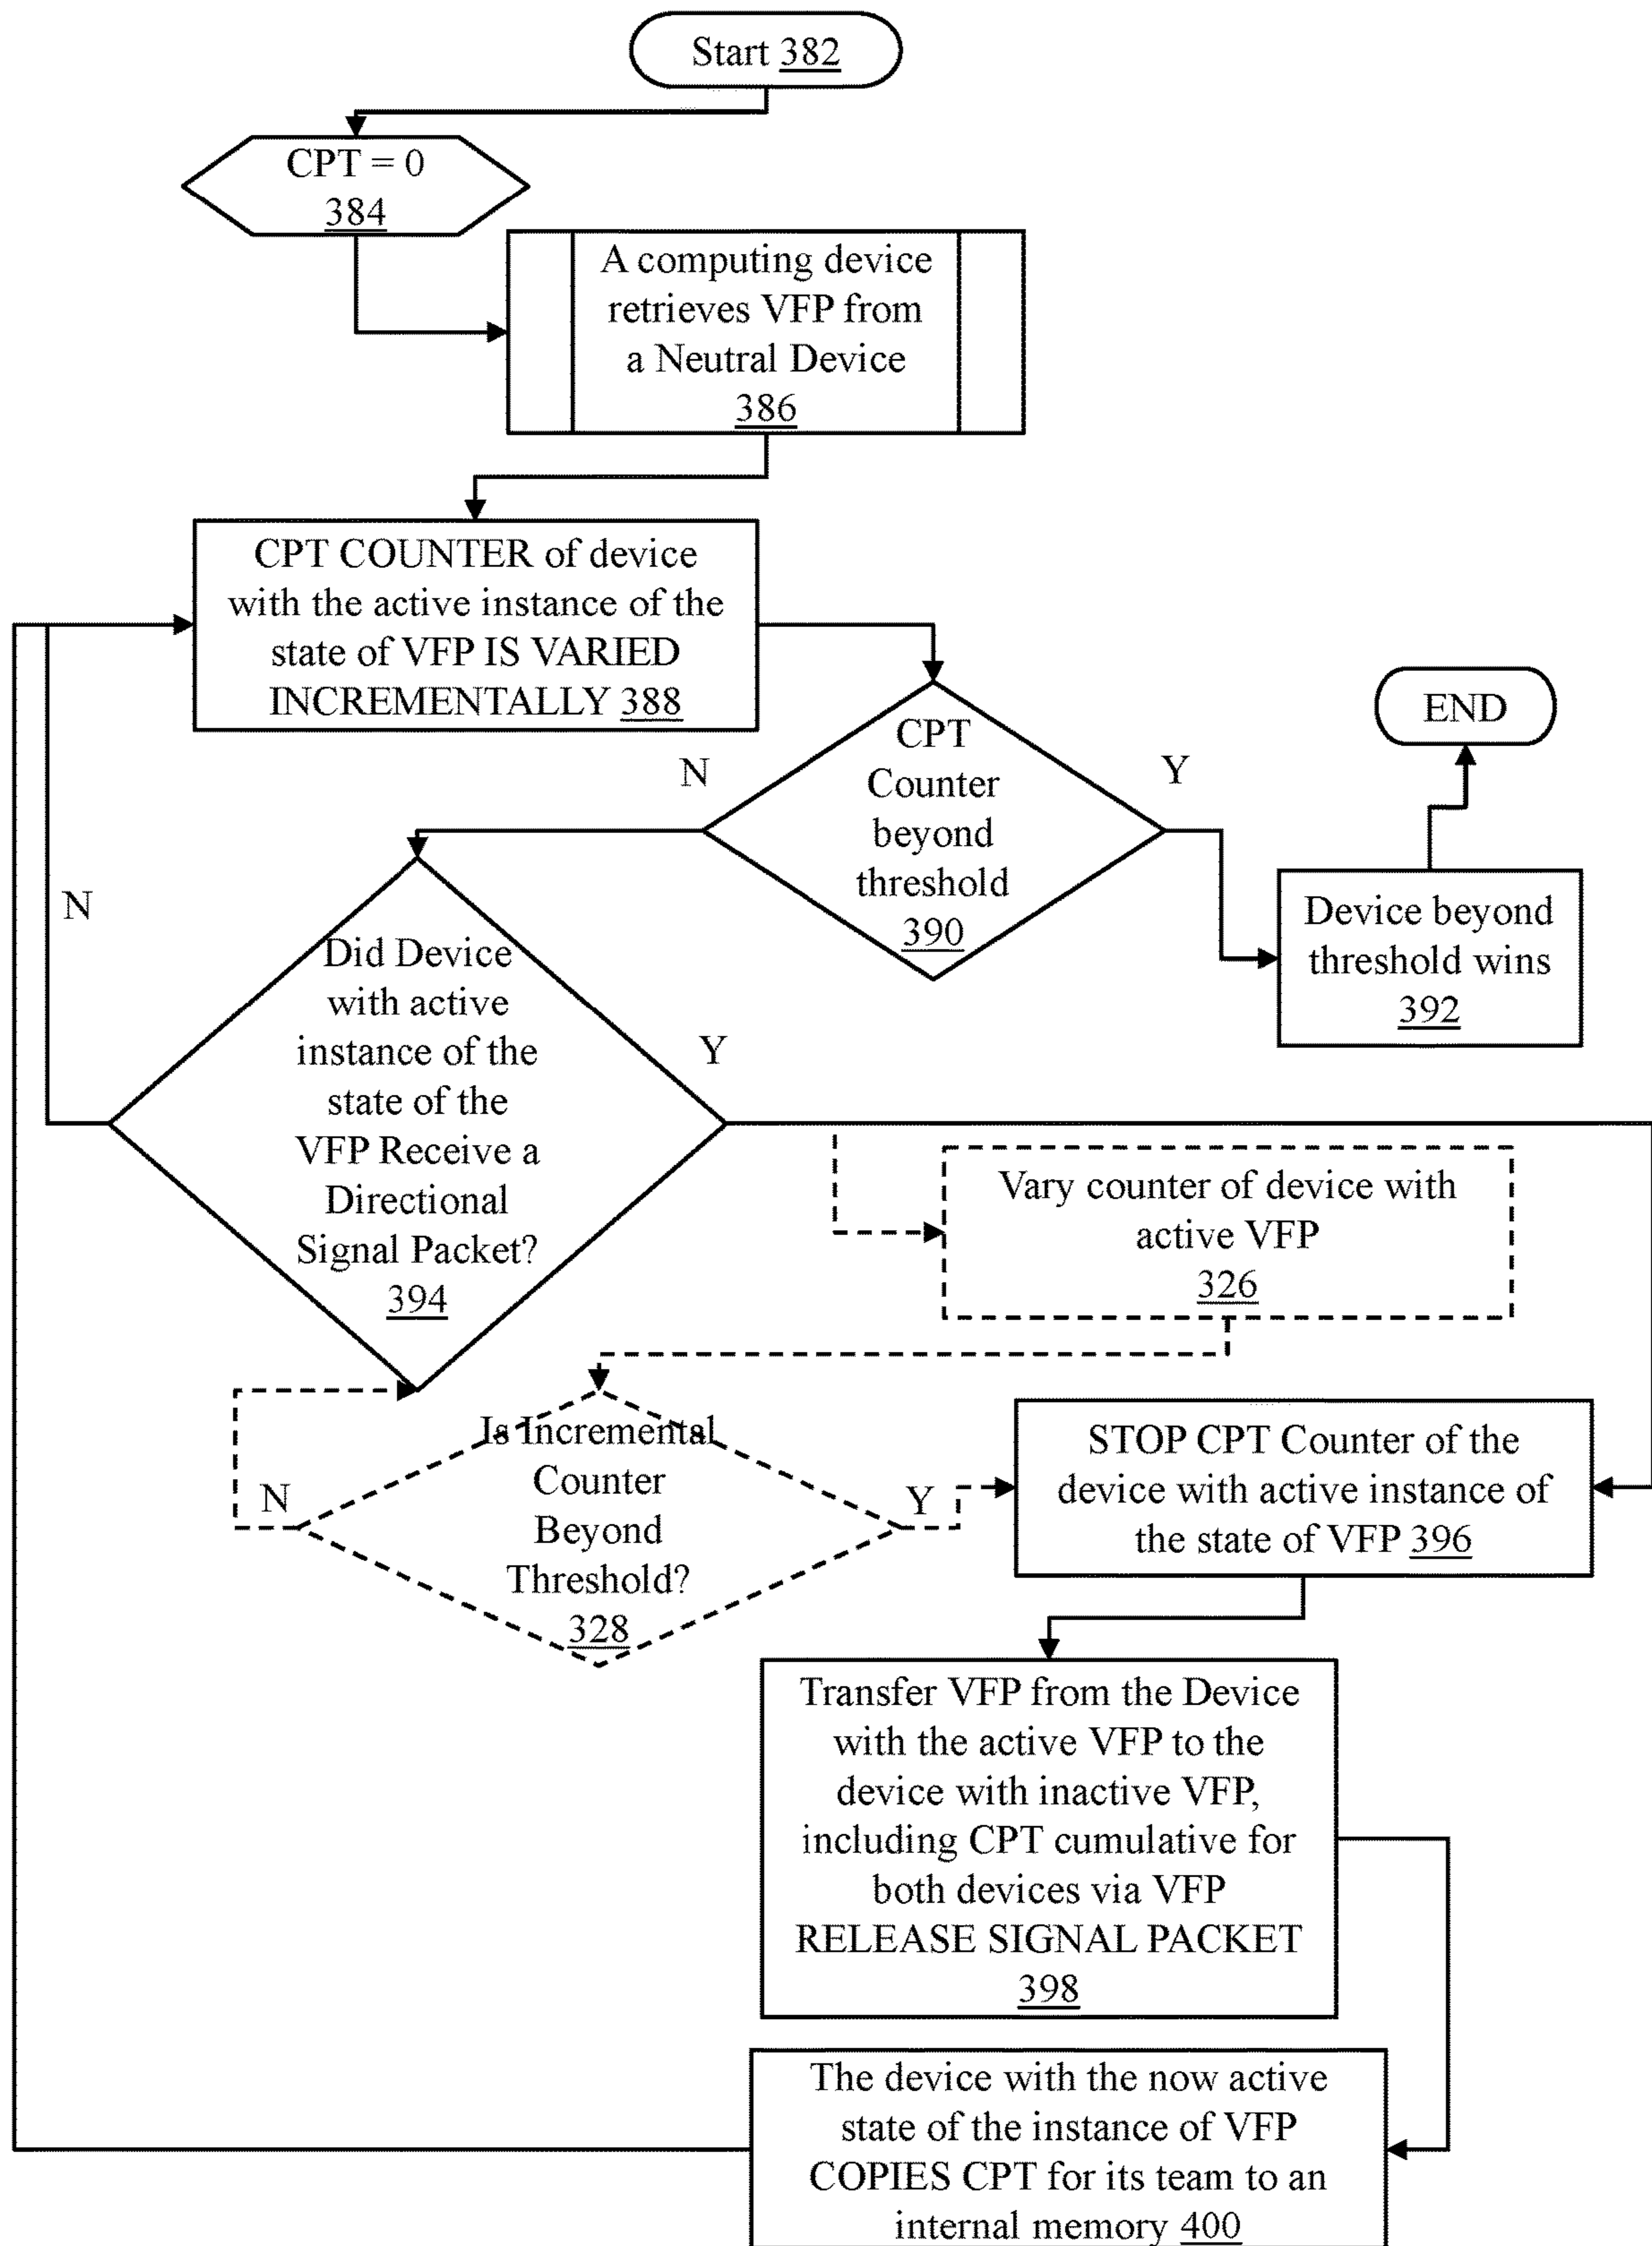 Start 382
CPT = 0
384
A computing device
retrieves VFP from
a Neutral Device
386
CPT COUNTER of device
with the active instance of the
state of VFP IS VARIED
INCREMENTALLY 388
CPT
Counter
beyond
threshold
390
N
Y
END
Device beyond
threshold wins
392
N
Did Device
with active
instance of the
state of the
VFP Receive a
Directional
Signal Packet?
394
Y
Vary counter of device with
active VFP
326
Is Incremental
Counter
Beyond
Threshold?
328
N
Y
STOP CPT Counter of the
device with active instance of
the state of VFP 396
Transfer VFP from the Device
with the active VFP to the
device with inactive VFP,
including CPT cumulative for
both devices via VFP
RELEASE SIGNAL PACKET
398
The device with the now active
state of the instance of VFP
COPIES CPT for its team to an
internal memory 400